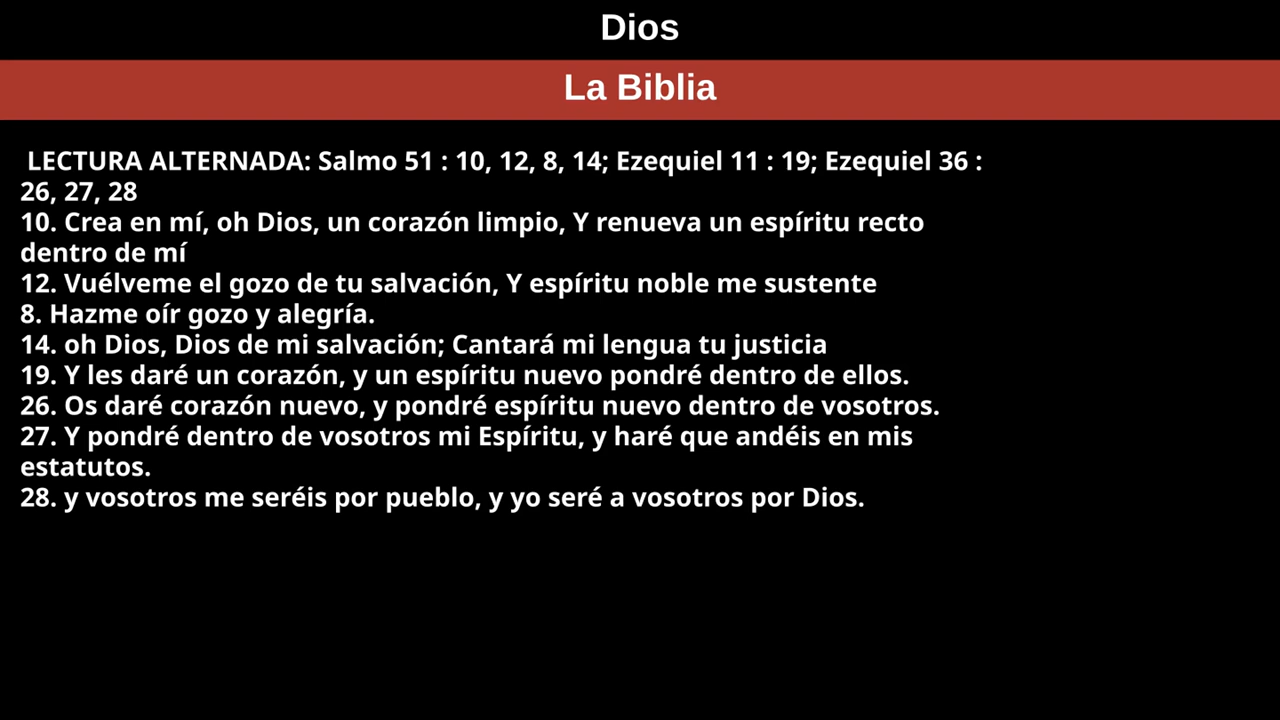 Dios
La Biblia
LECTURA ALTERNADA: Salmo 51 : 10, 12, 8, 14; Ezequiel 11 : 19; Ezequiel 36 :
26, 27, 28
10. Crea en mí, oh Dios, un corazón limpio, Y renueva un espíritu recto
dentro de mí
12. Vuélveme el gozo de tu salvación, Y espíritu noble me sustente
8. Hazme oír gozo y alegría.
14. oh Dios, Dios de mi salvación; Cantará mi lengua tu justicia
19. Y les daré un corazón, y un espíritu nuevo pondré dentro de ellos.
26. Os daré corazón nuevo, y pondré espíritu nuevo dentro de vosotros.
27. Y pondré dentro de vosotros mi Espíritu, y haré que andéis en mis
estatutos.
28. y vosotros me seréis por pueblo, y yo seré a vosotros por Dios.